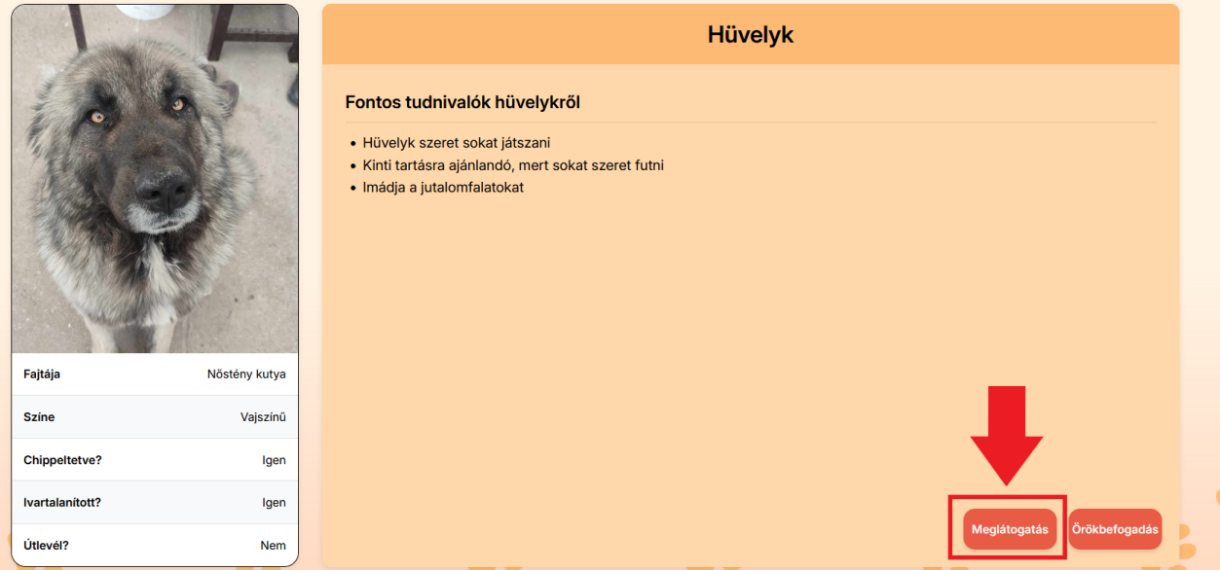 Hüvelyk
Fontos tudnivalók hüvelykről
• Hüvelyk szeret sokat játszani
• Kinti tartásra ajánlandó, mert sokat szeret futni
• Imádja a jutalomfalatokat
Fajtája Nőstény kutya
Színe Vajszínű
Chippeltetve? Igen
Ivartalanított? Igen
Útlevél? Nem
Meglátogatás Örökbefogadás